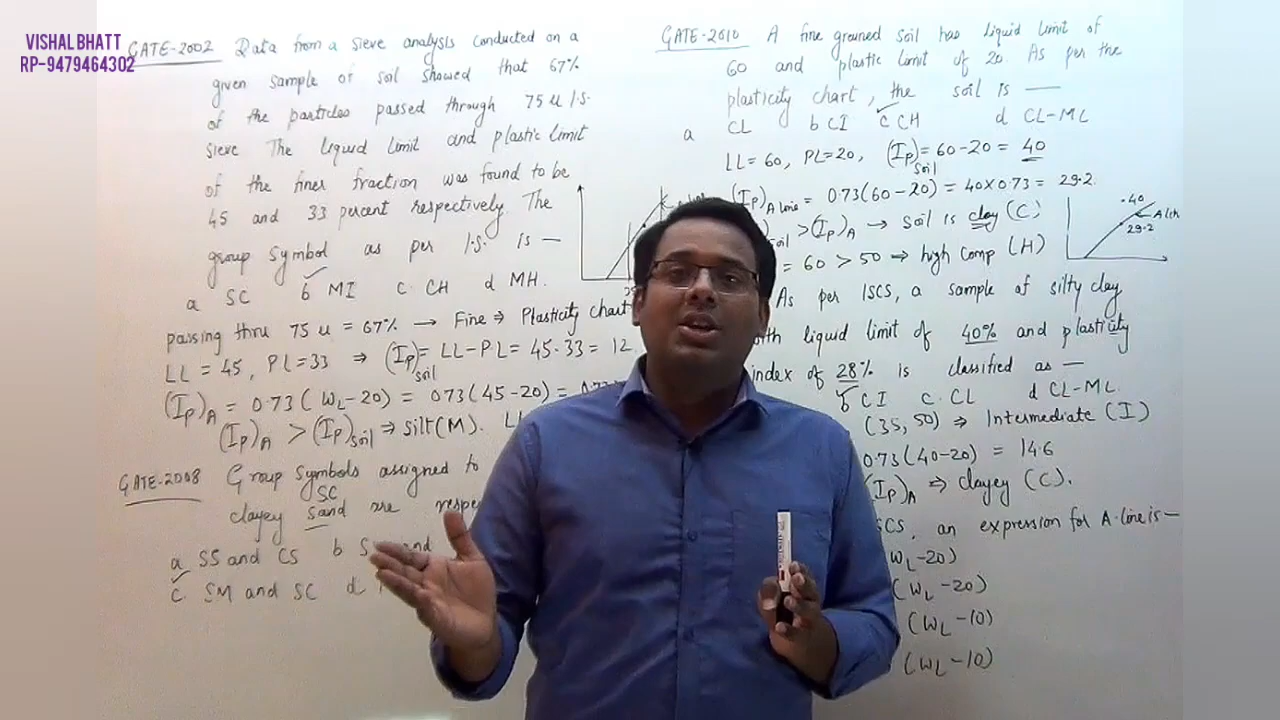 VISHAL BHATT
RP-9479464302
GATE-2002 Data from a sieve analysis conducted on a
given sample of soil showed that 67%
of the particles passed through 75 μ I.S.
sieve The liquid limit and plastic limit
of the finer fraction was found to be
45 and 33 percent respectively. The
group symbol as per I.S. is —
a SC b MI c. CH d MH.
passing thru 75 μ = 67% → Fine ⇒ Plasticity chart
LL = 45, PL = 33 ⇒ (Ip)soil = LL-PL = 45-33 = 12
(Ip)A = 0.73(WL-20) = 0.73(45-20) =
(Ip)A > (Ip)soil ⇒ silt(M).
GATE-2008 Group symbols assigned to
SC
clayey sand are
a SS and CS b and
c. SM and SC d
GATE-2010 A fine grained soil has liquid limit of
60 and plastic limit of 20. As per the
plasticity chart, the soil is —
a CL b CI c CH d CL-ML
LL = 60, PL = 20, (Ip)soil = 60-20 = 40
(Ip)A line = 0.73(60-20) = 40×0.73 = 29.2
soil > (Ip)A → soil is clay (C)
= 60 > 50 ⇒ high comp (H)
.40
A line
29.2
As per ISCS, a sample of silty clay
liquid limit of 40% and plasticity
index of 28% is classified as —
b CI c. CL d CL-ML.
(35, 50) ⇒ Intermediate (I)
0.73(40-20) = 14.6
(Ip)A ⇒ clayey (C).
an expression for A-line is —
WL-20)
(WL-20)
(WL-10)
(WL-10)